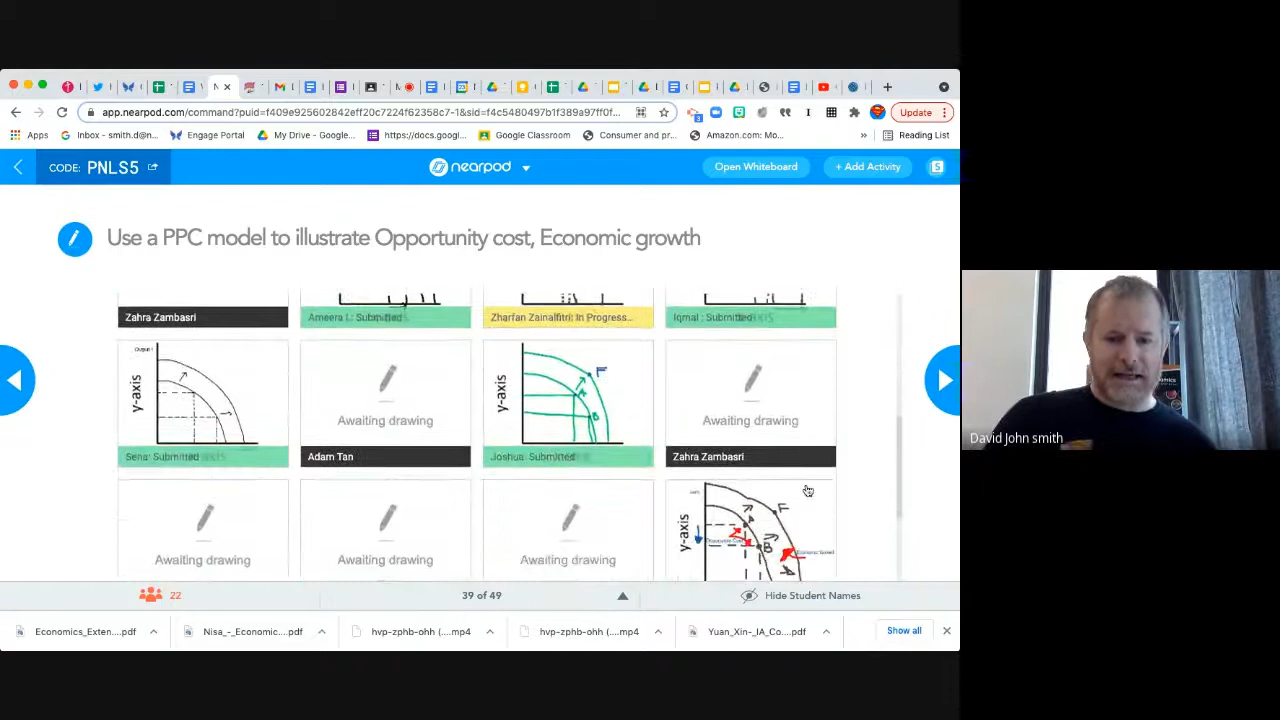 app.nearpod.com/command?puid=f409e925602842eff20c7224f62358c7-1&sid=f4c5480497b1f389a97ff0f...
Update
Apps
Inbox - smith.d@n...
Engage Portal
My Drive - Google...
https://docs.googl...
Google Classroom
Consumer and pr...
Amazon.com: Mo...
»
Reading List
CODE: PNLS5
nearpod
Open Whiteboard
+ Add Activity
S
Use a PPC model to illustrate Opportunity cost, Economic growth
Zahra Zambasri
Ameera I.: Submitted
Zharfan Zainalfitri: In Progress...
Iqmal : Submitted
y-axis
Awaiting drawing
y-axis
F
A
B
Awaiting drawing
Sena: Submitted
Adam Tan
Joshua: Submitted
Zahra Zambasri
Awaiting drawing
Awaiting drawing
Awaiting drawing
y-axis
A
B
22
39 of 49
Hide Student Names
Economics_Exten....pdf
Nisa_-_Economic....pdf
hvp-zphb-ohh (....mp4
hvp-zphb-ohh (....mp4
Yuan_Xin-_IA_Co....pdf
Show all
David John smith